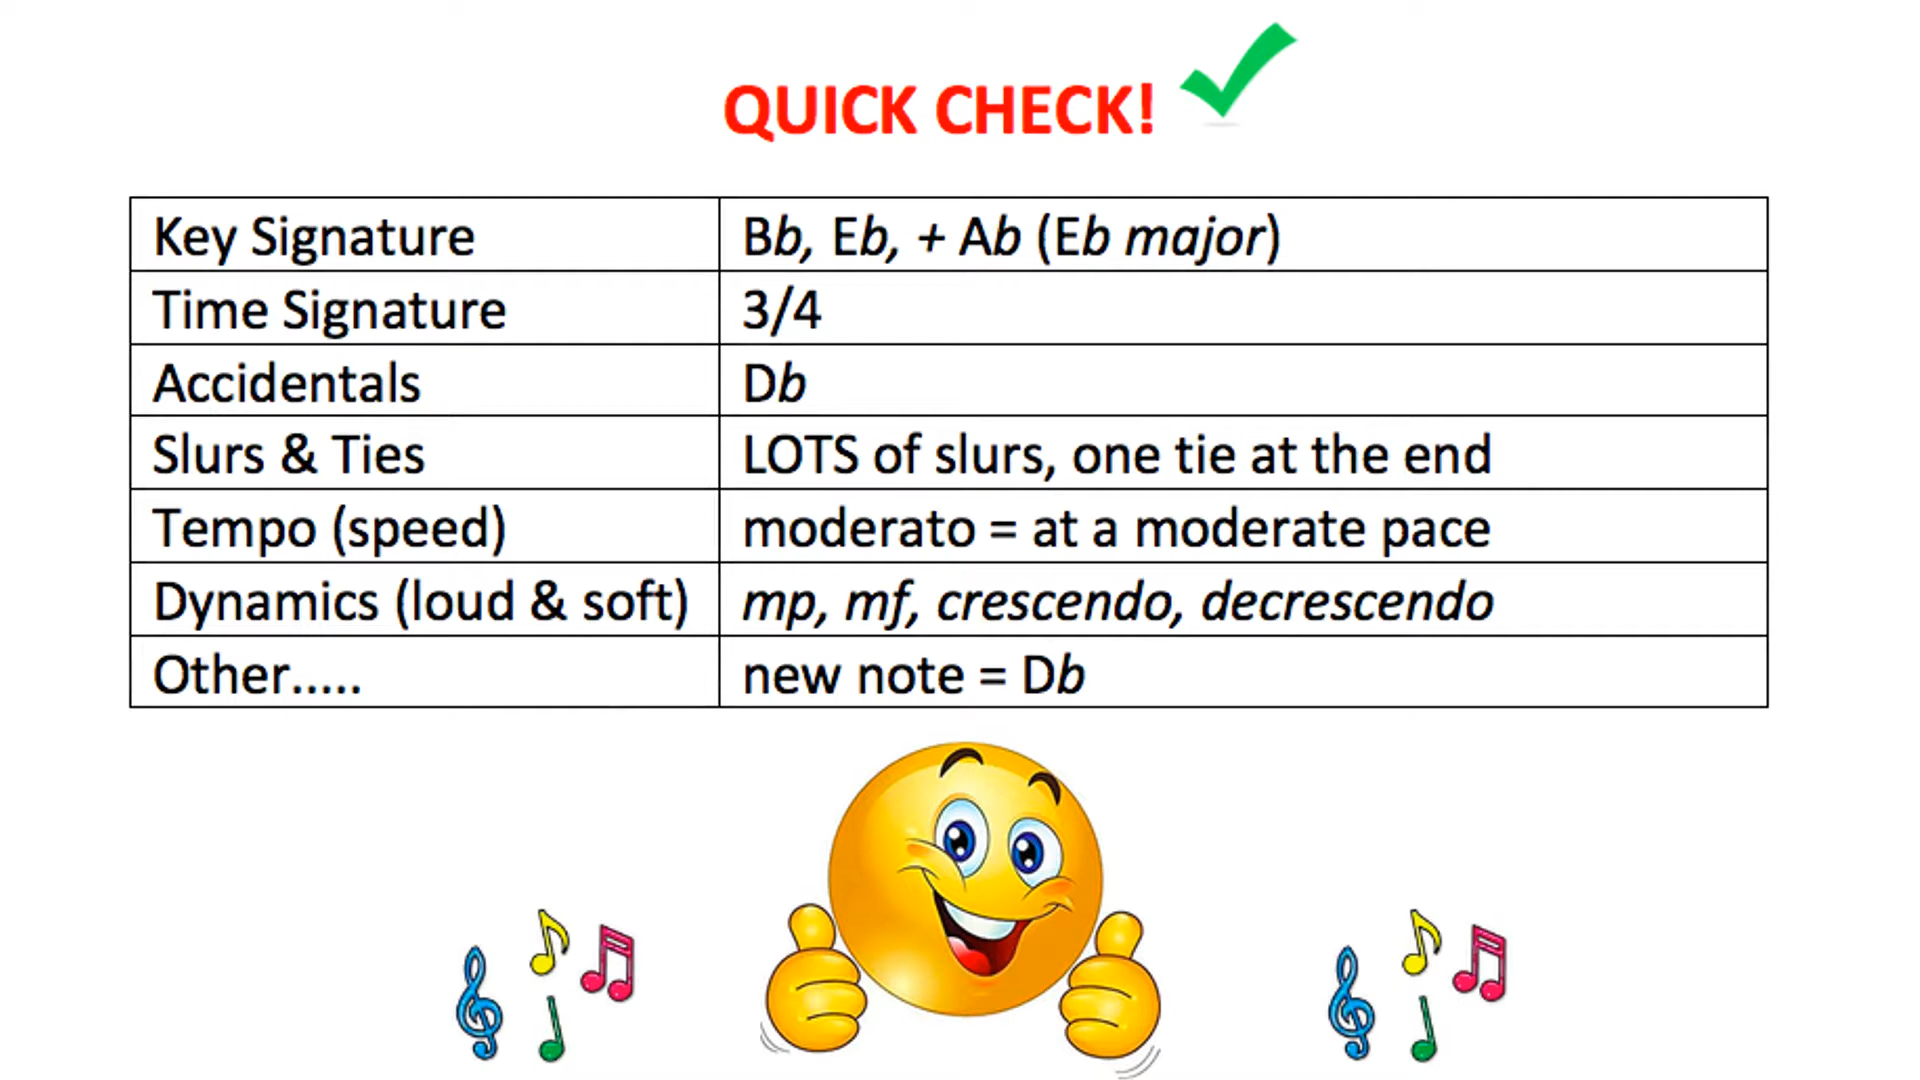 QUICK CHECK!
Key Signature Bb, Eb, + Ab (Eb major)
Time Signature 3/4
Accidentals Db
Slurs & Ties LOTS of slurs, one tie at the end
Tempo (speed) moderato = at a moderate pace
Dynamics (loud & soft) mp, mf, crescendo, decrescendo
Other..... new note = Db